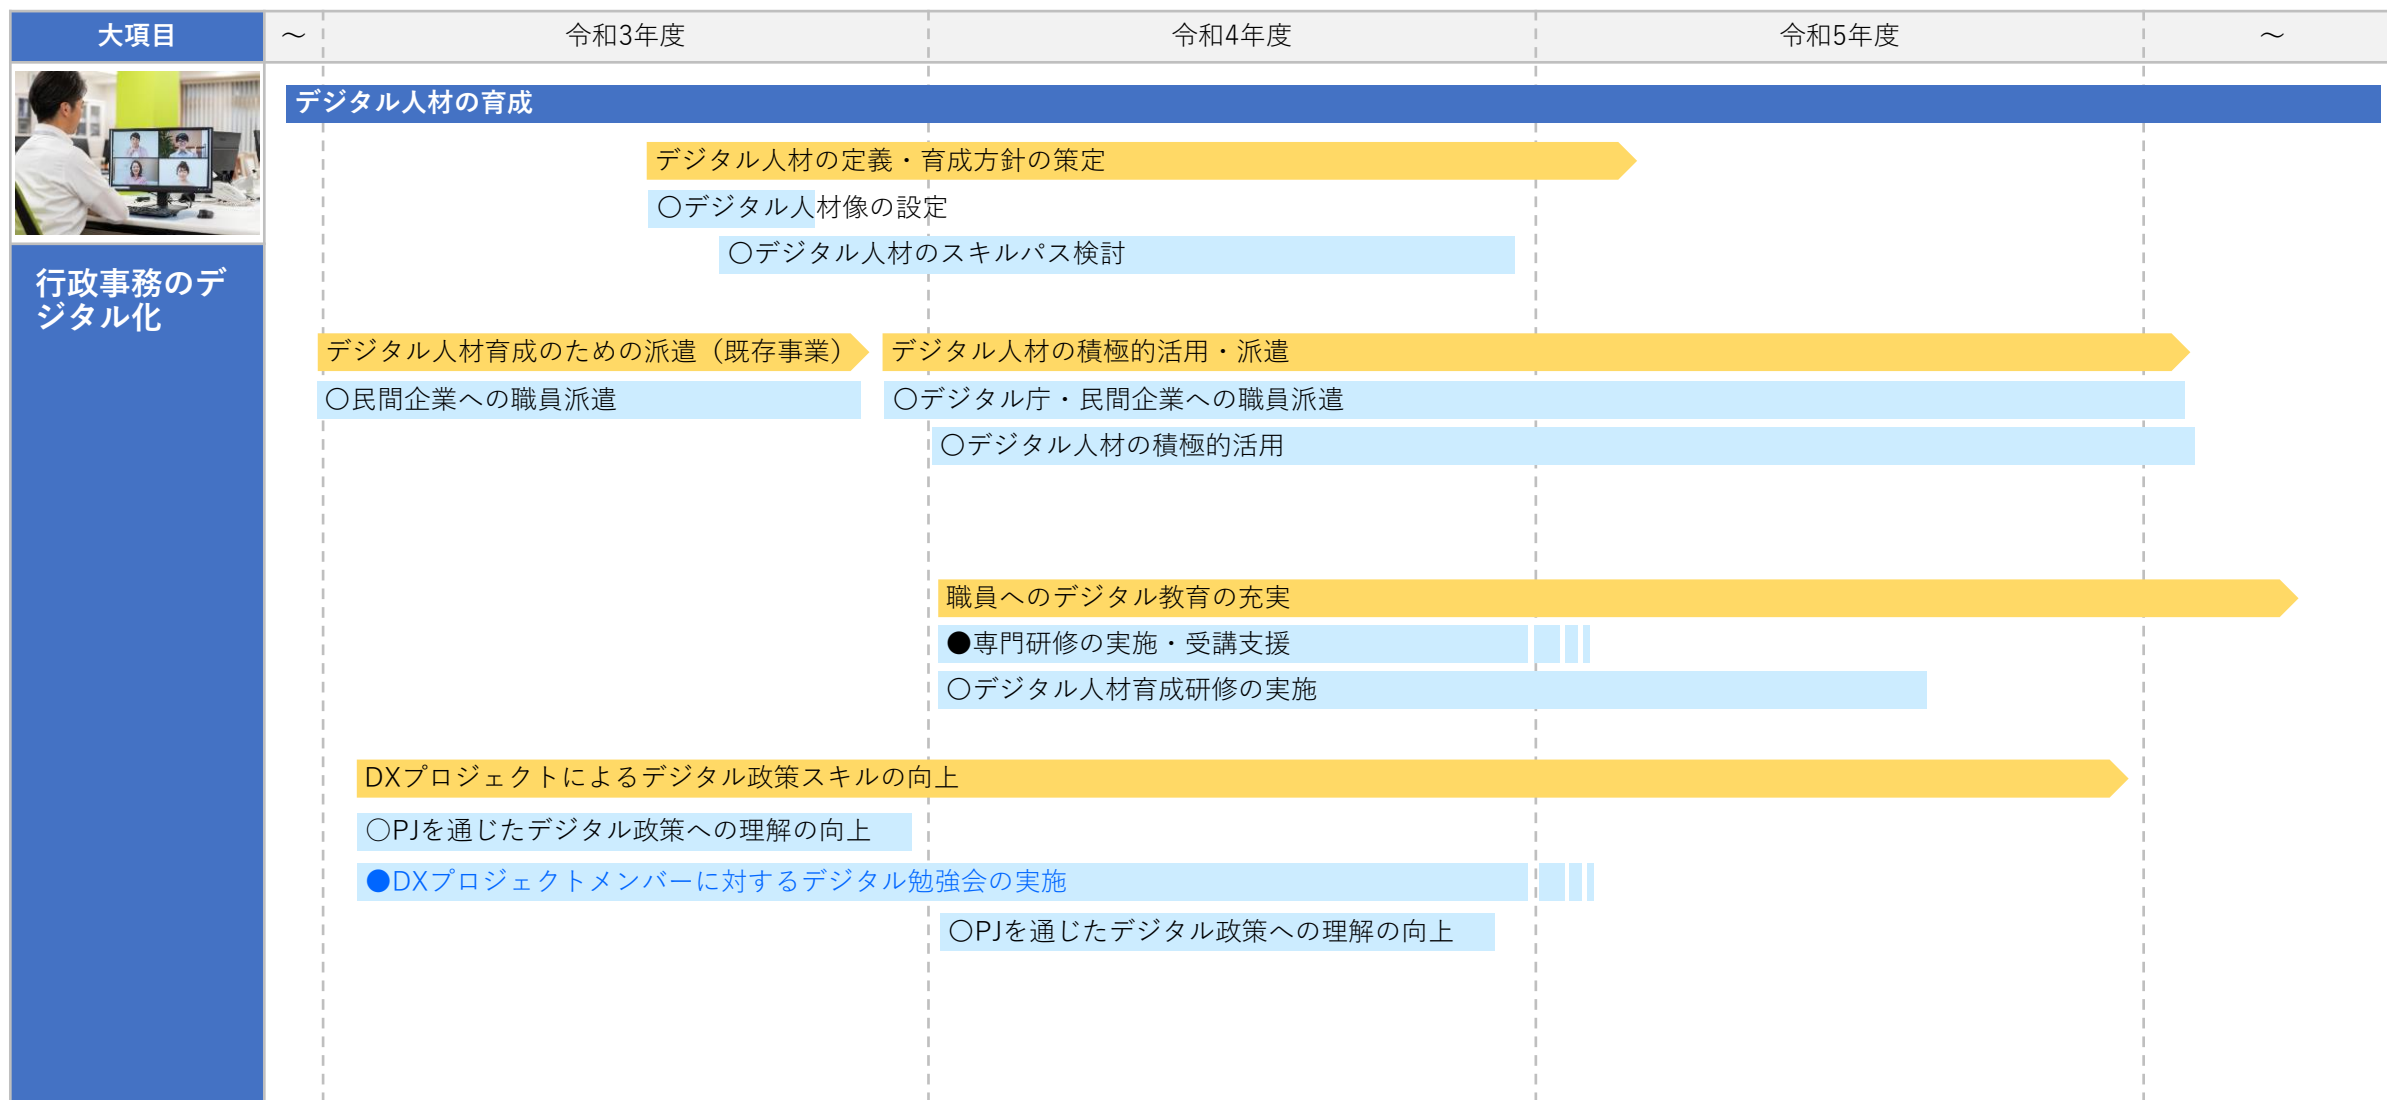 大項目
～
令和3年度
令和4年度
令和5年度
～
デジタル人材の育成
デジタル人材の定義・育成方針の策定
〇デジタル人材像の設定
〇デジタル人材のスキルパス検討
行政事務のデ
ジタル化
デジタル人材育成のための派遣（既存事業）
デジタル人材の積極的活用・派遣
〇民間企業への職員派遣
〇デジタル庁・民間企業への職員派遣
〇デジタル人材の積極的活用
職員へのデジタル教育の充実
●専門研修の実施・受講支援
〇デジタル人材育成研修の実施
DXプロジェクトによるデジタル政策スキルの向上
〇PJを通じたデジタル政策への理解の向上
●DXプロジェクトメンバーに対するデジタル勉強会の実施
〇PJを通じたデジタル政策への理解の向上